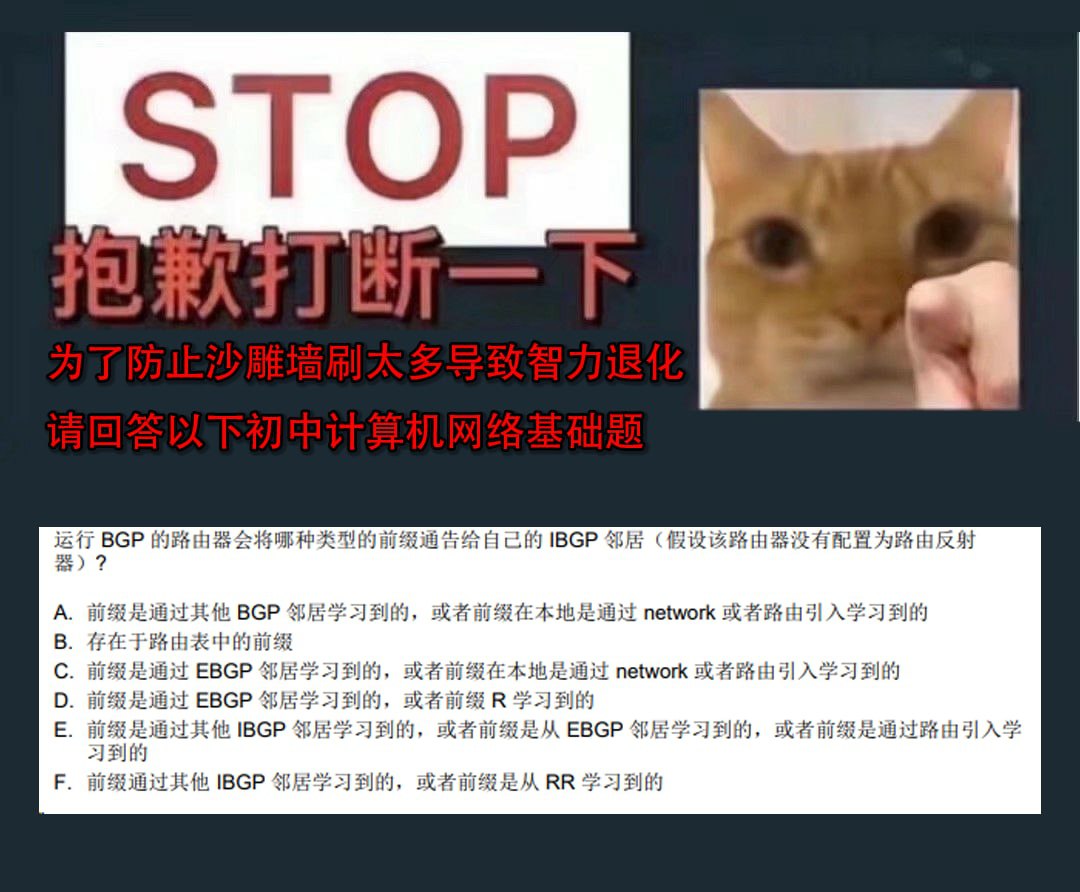 STOP
抱歉打断一下
为了防止沙雕墙刷太多导致智力退化
请回答以下初中计算机网络基础题
运行 BGP 的路由器会将哪种类型的前缀通告给自己的 IBGP 邻居（假设该路由器没有配置为路由反射
器）?
A. 前缀是通过其他 BGP 邻居学习到的，或者前缀在本地是通过 network 或者路由引入学习到的
B. 存在于路由表中的前缀
C. 前缀是通过 EBGP 邻居学习到的，或者前缀在本地是通过 network 或者路由引入学习到的
D. 前缀是通过 EBGP 邻居学习到的，或者前缀 R 学习到的
E. 前缀是通过其他 IBGP 邻居学习到的，或者前缀是从 EBGP 邻居学习到的，或者前缀是通过路由引入学
习到的
F. 前缀通过其他 IBGP 邻居学习到的，或者前缀是从 RR 学习到的